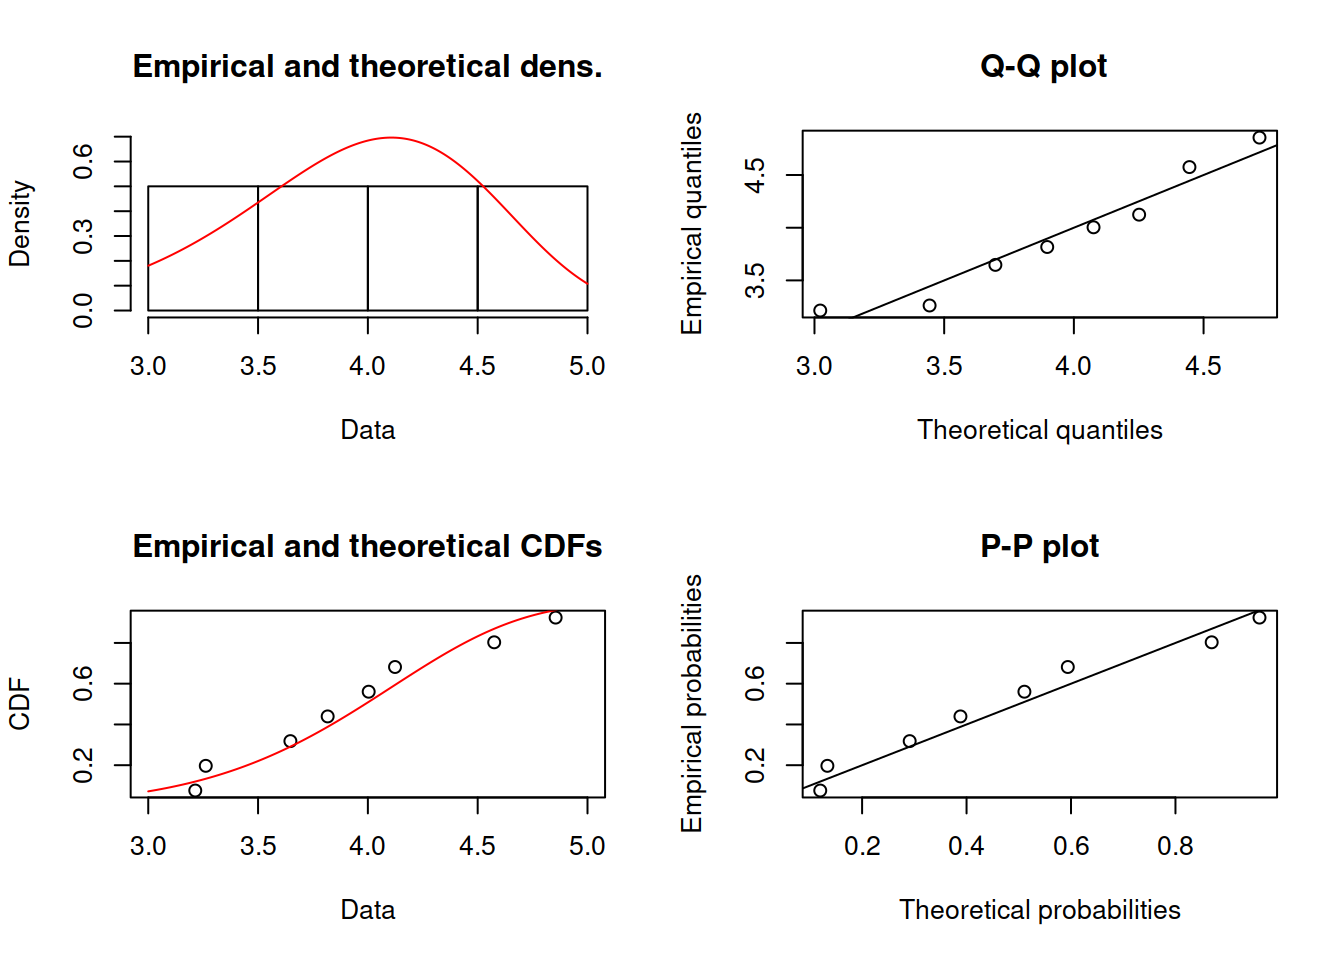 Empirical and theoretical dens.
Density
0.0 0.3 0.6
3.0 3.5 4.0 4.5 5.0
Data
Q-Q plot
Empirical quantiles
3.5 4.5
3.0 3.5 4.0 4.5
Theoretical quantiles
Empirical and theoretical CDFs
CDF
0.2 0.6
3.0 3.5 4.0 4.5 5.0
Data
P-P plot
Empirical probabilities
0.2 0.6
0.2 0.4 0.6 0.8
Theoretical probabilities